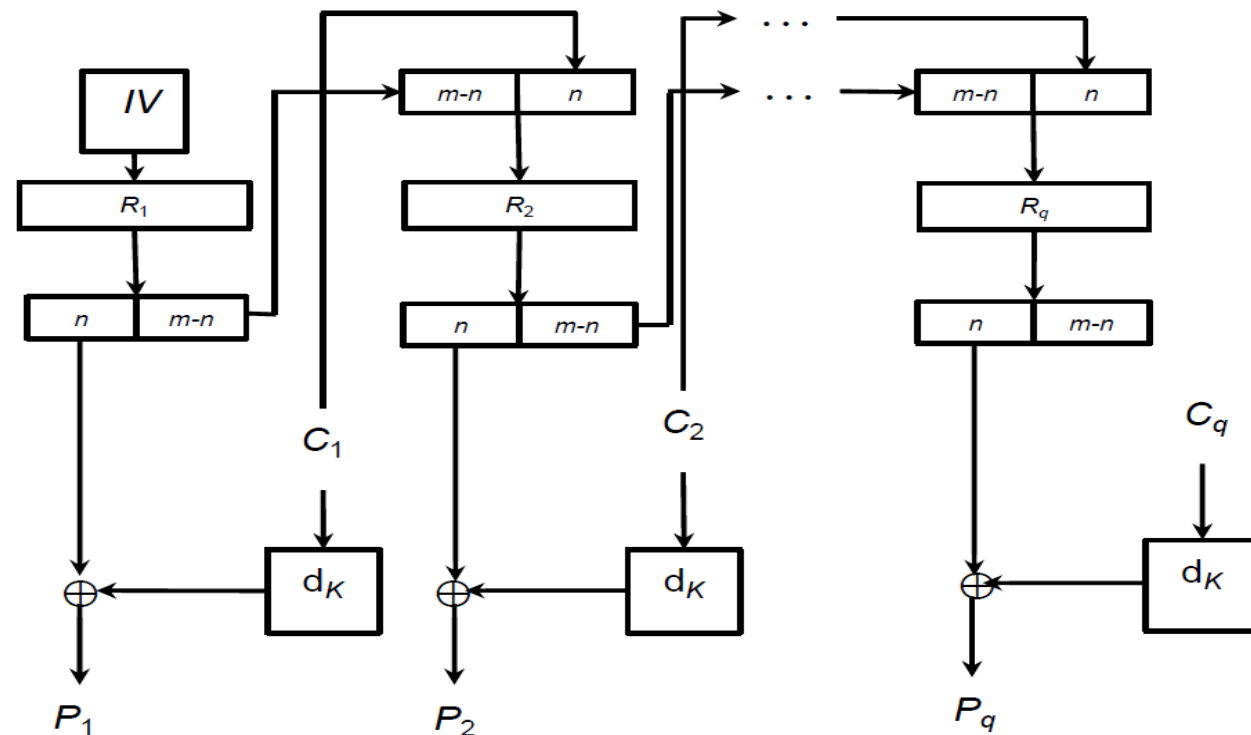 ... ...
IV m-n n ... m-n n
R1 R2 Rq
n m-n n m-n n m-n
C1 C2 Cq
dK dK dK
P1 P2 Pq